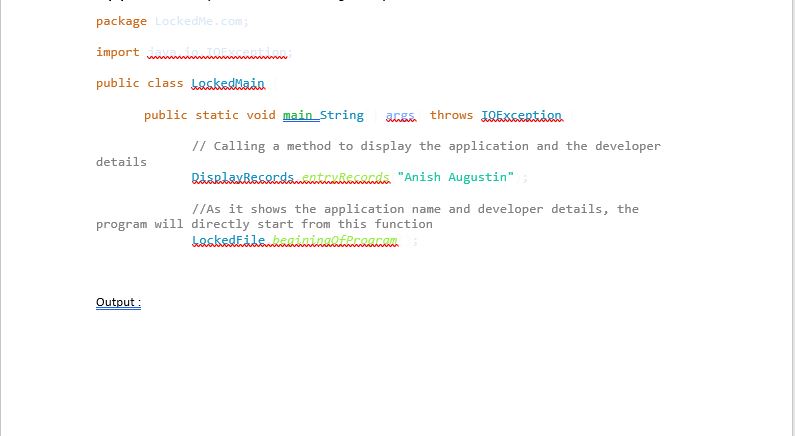 package LockedMe.com;
import java.io.IOException;
public class LockedMain
public static void main String args throws IOException
// Calling a method to display the application and the developer
details
DisplayRecords entryRecords "Anish Augustin" ;
//As it shows the application name and developer details, the
program will directly start from this function
LockedFile beginingOfProgram ;
Output :